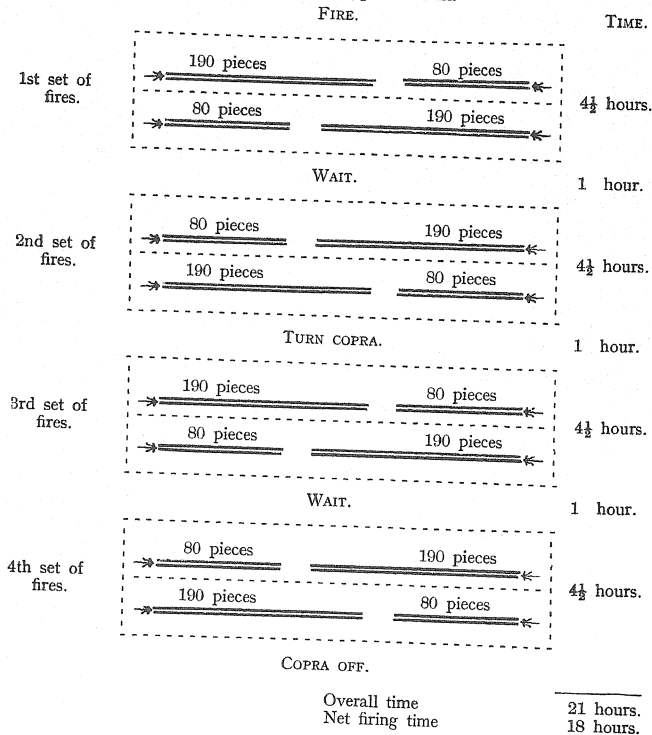 FIRE.
TIME.
190 pieces 80 pieces
1st set of fires.
4½ hours.
80 pieces 190 pieces
WAIT.
1 hour.
80 pieces 190 pieces
2nd set of fires.
4½ hours.
190 pieces 80 pieces
TURN COPRA.
1 hour.
190 pieces 80 pieces
3rd set of fires.
4½ hours.
80 pieces 190 pieces
WAIT.
1 hour.
80 pieces 190 pieces
4th set of fires.
4½ hours.
190 pieces 80 pieces
COPRA OFF.
Overall time 21 hours.
Net firing time 18 hours.